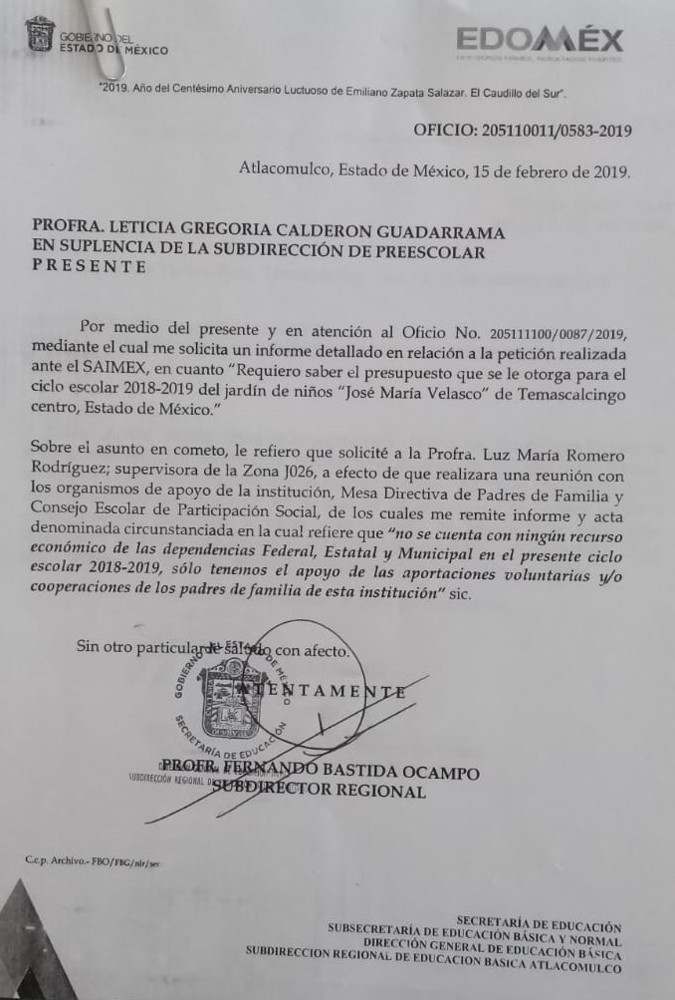 GOBIERNO DEL
ESTADO DE MÉXICO
EDOMÉX
"2019. Año del Centésimo Aniversario Luctuoso de Emiliano Zapata Salazar. El Caudillo del Sur".
OFICIO: 205110011/0583-2019
Atlacomulco, Estado de México, 15 de febrero de 2019.
PROFRA. LETICIA GREGORIA CALDERON GUADARRAMA
EN SUPLENCIA DE LA SUBDIRECCIÓN DE PREESCOLAR
P R E S E N T E
Por medio del presente y en atención al Oficio No. 205111100/0087/2019,
mediante el cual me solicita un informe detallado en relación a la petición realizada
ante el SAIMEX, en cuanto "Requiero saber el presupuesto que se le otorga para el
ciclo escolar 2018-2019 del jardín de niños "José María Velasco" de Temascalcingo
centro, Estado de México."
Sobre el asunto en cometo, le refiero que solicité a la Profra. Luz María Romero
Rodríguez; supervisora de la Zona J026, a efecto de que realizara una reunión con
los organismos de apoyo de la institución, Mesa Directiva de Padres de Familia y
Consejo Escolar de Participación Social, de los cuales me remite informe y acta
denominada circunstanciada en la cual refiere que "no se cuenta con ningún recurso
económico de las dependencias Federal, Estatal y Municipal en el presente ciclo
escolar 2018-2019, sólo tenemos el apoyo de las aportaciones voluntarias y/o
cooperaciones de los padres de familia de esta institución" sic.
Sin otro particular de saludo con afecto.
GOBIERNO DEL ESTADO DE MÉXICO
SECRETARÍA DE EDUCACIÓN
A T E N T A M E N T E
PROFR. FERNANDO BASTIDA OCAMPO
SUBDIRECCIÓN REGIONAL DE
SUBDIRECTOR REGIONAL
C.c.p. Archivo.- FBO/FBG/nlr/sec
SECRETARÍA DE EDUCACIÓN
SUBSECRETARÍA DE EDUCACIÓN BÁSICA Y NORMAL
DIRECCIÓN GENERAL DE EDUCACIÓN BÁSICA
SUBDIRECCION REGIONAL DE EDUCACION BASICA ATLACOMULCO